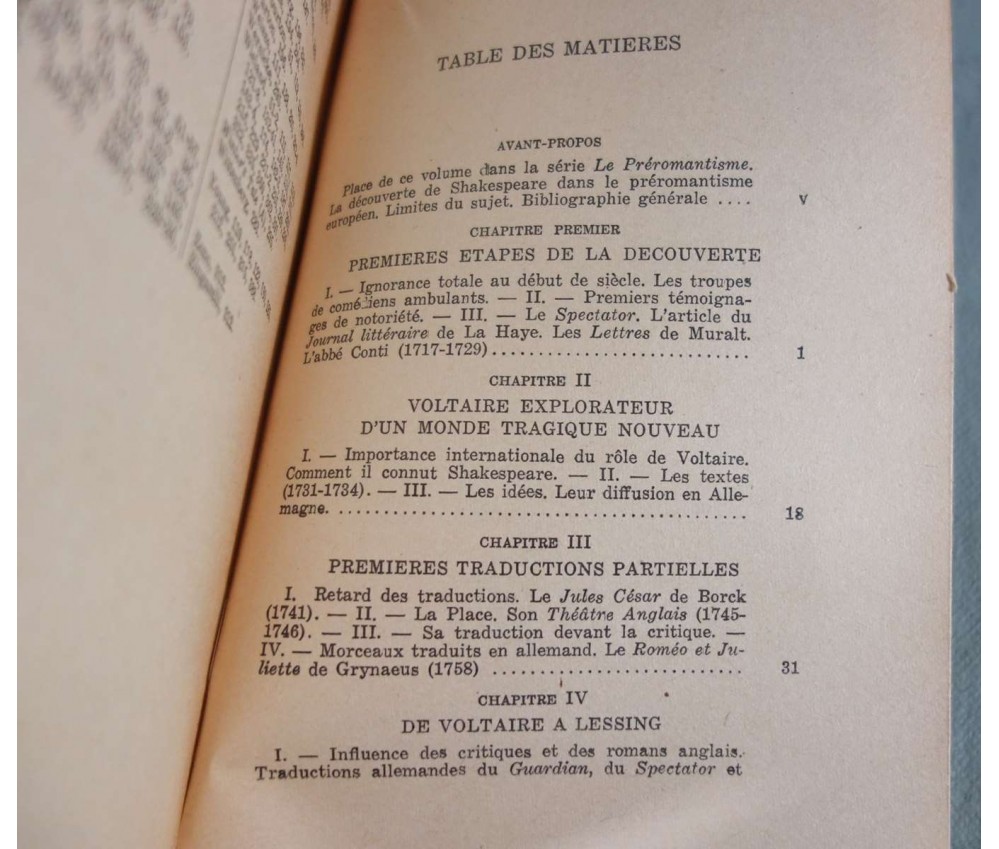 TABLE DES MATIERES
AVANT-PROPOS
Place de ce volume dans la série Le Préromantisme.
La découverte de Shakespeare dans le préromantisme
européen. Limites du sujet. Bibliographie générale .... V
CHAPITRE PREMIER
PREMIERES ETAPES DE LA DECOUVERTE
I. — Ignorance totale au début de siècle. Les troupes
de comédiens ambulants. — II. — Premiers témoigna-
ges de notoriété. — III. — Le Spectator. L'article du
Journal littéraire de La Haye. Les Lettres de Muralt.
L'abbé Conti (1717-1729)............................ 1
CHAPITRE II
VOLTAIRE EXPLORATEUR
D'UN MONDE TRAGIQUE NOUVEAU
I. — Importance internationale du rôle de Voltaire.
Comment il connut Shakespeare. — II. — Les textes
(1731-1734). — III. — Les idées. Leur diffusion en Alle-
magne. ............................................. 18
CHAPITRE III
PREMIERES TRADUCTIONS PARTIELLES
I. Retard des traductions. Le Jules César de Borck
(1741). — II. — La Place. Son Théâtre Anglais (1745-
1746). — III. — Sa traduction devant la critique. —
IV. — Morceaux traduits en allemand. Le Roméo et Ju-
liette de Grynaeus (1758) ........................... 31
CHAPITRE IV
DE VOLTAIRE A LESSING
I. — Influence des critiques et des romans anglais.
Traductions allemandes du Guardian, du Spectator et